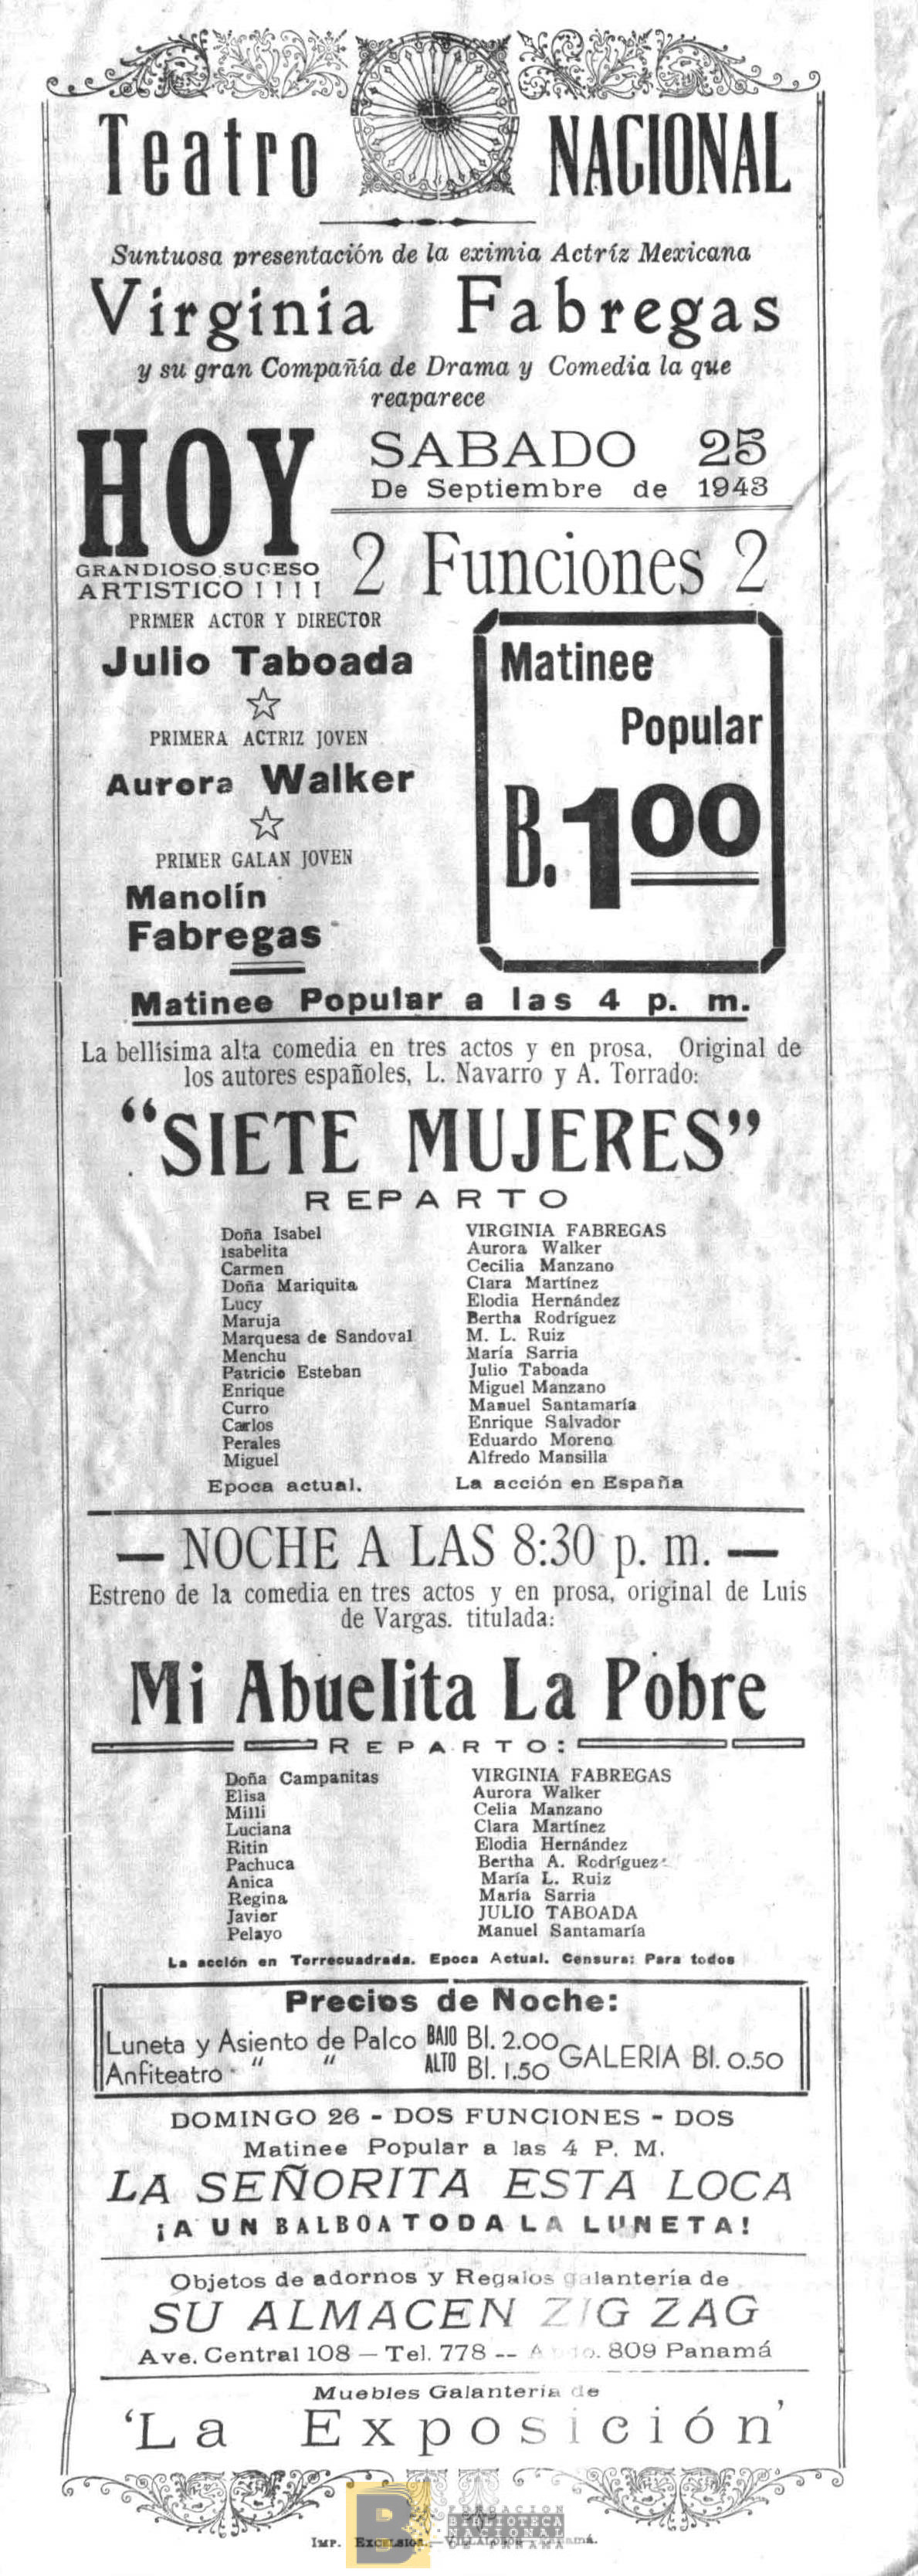 Teatro NACIONAL
Suntuosa presentación de la eximia Actríz Mexicana
Virginia Fabregas
y su gran Compañía de Drama y Comedia la que
reaparece
HOY
SABADO 25
De Septiembre de 1943
GRANDIOSO SUCESO
ARTISTICO ! ! ! !
2 Funciones 2
PRIMER ACTOR Y DIRECTOR
Julio Taboada
PRIMERA ACTRIZ JOVEN
Aurora Walker
PRIMER GALAN JOVEN
Manolín
Fabregas
Matinee
Popular
B.100
Matinee Popular a las 4 p. m.
La bellísima alta comedia en tres actos y en prosa, Original de
los autores españoles, L. Navarro y A. Torrado:
"SIETE MUJERES"
REPARTO
Doña Isabel VIRGINIA FABREGAS
Isabelita Aurora Walker
Carmen Cecilia Manzano
Doña Mariquita Clara Martínez
Lucy Elodia Hernández
Maruja Bertha Rodríguez
Marquesa de Sandoval M. L. Ruiz
Menchu María Sarria
Patricio Esteban Julio Taboada
Enrique Miguel Manzano
Curro Manuel Santamaría
Carlos Enrique Salvador
Perales Eduardo Moreno
Miguel Alfredo Mansilla
Epoca actual. La acción en España
— NOCHE A LAS 8:30 p. m. —
Estreno de la comedia en tres actos y en prosa, original de Luis
de Vargas. titulada:
Mi Abuelita La Pobre
REPARTO:
Doña Campanitas VIRGINIA FABREGAS
Elisa Aurora Walker
Milli Celia Manzano
Luciana Clara Martínez
Ritin Elodia Hernández
Pachuca Bertha A. Rodríguez
Anica María L. Ruiz
Regina María Sarria
Javier JULIO TABOADA
Pelayo Manuel Santamaría
La acción en Torrecuadrada. Epoca Actual. Censura: Para todos
Precios de Noche:
Luneta y Asiento de Palco BAJO Bl. 2.00
Anfiteatro " " ALTO Bl. 1.50
GALERIA Bl. 0.50
DOMINGO 26 - DOS FUNCIONES - DOS
Matinee Popular a las 4 P. M.
LA SEÑORITA ESTA LOCA
¡A UN BALBOA TODA LA LUNETA!
Objetos de adornos y Regalos galantería de
SU ALMACEN ZIG ZAG
Ave. Central 108 — Tel. 778 -- 809 Panamá
Muebles Galantería de
'La Exposición'
FUNDACION
BIBLIOTECA
NACIONAL
DE PANAMA
IMP. EXCELSIOR.